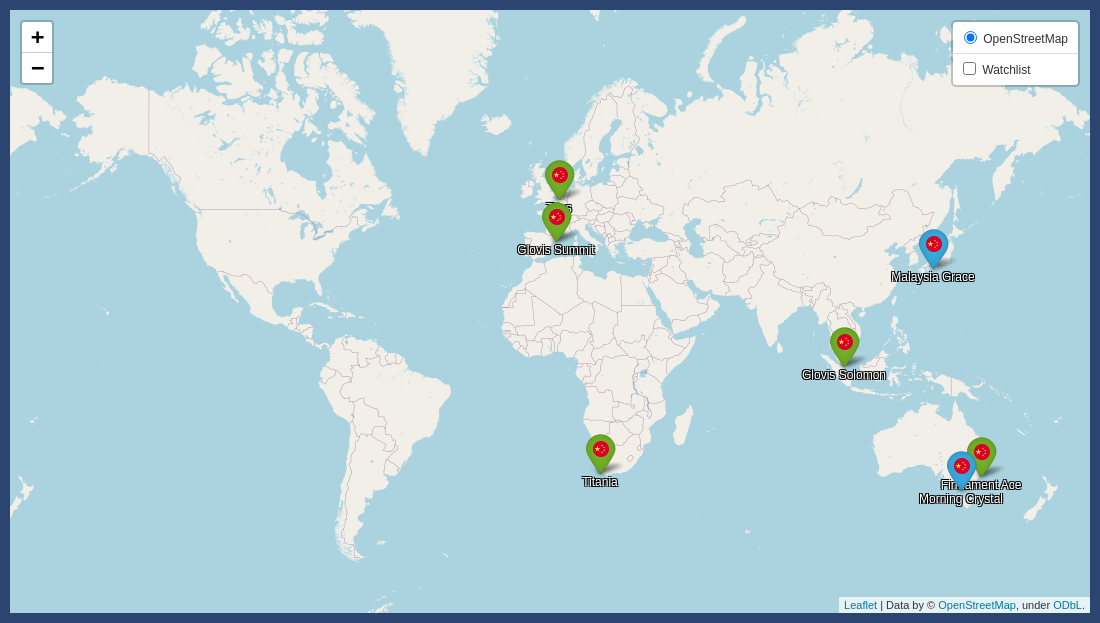 +
OpenStreetMap
−
Watchlist
Glovis Summit
Malaysia Grace
Glovis Solomon
Titania
Firmament Ace
Morning Crystal
Leaflet | Data by © OpenStreetMap, under ODbL.